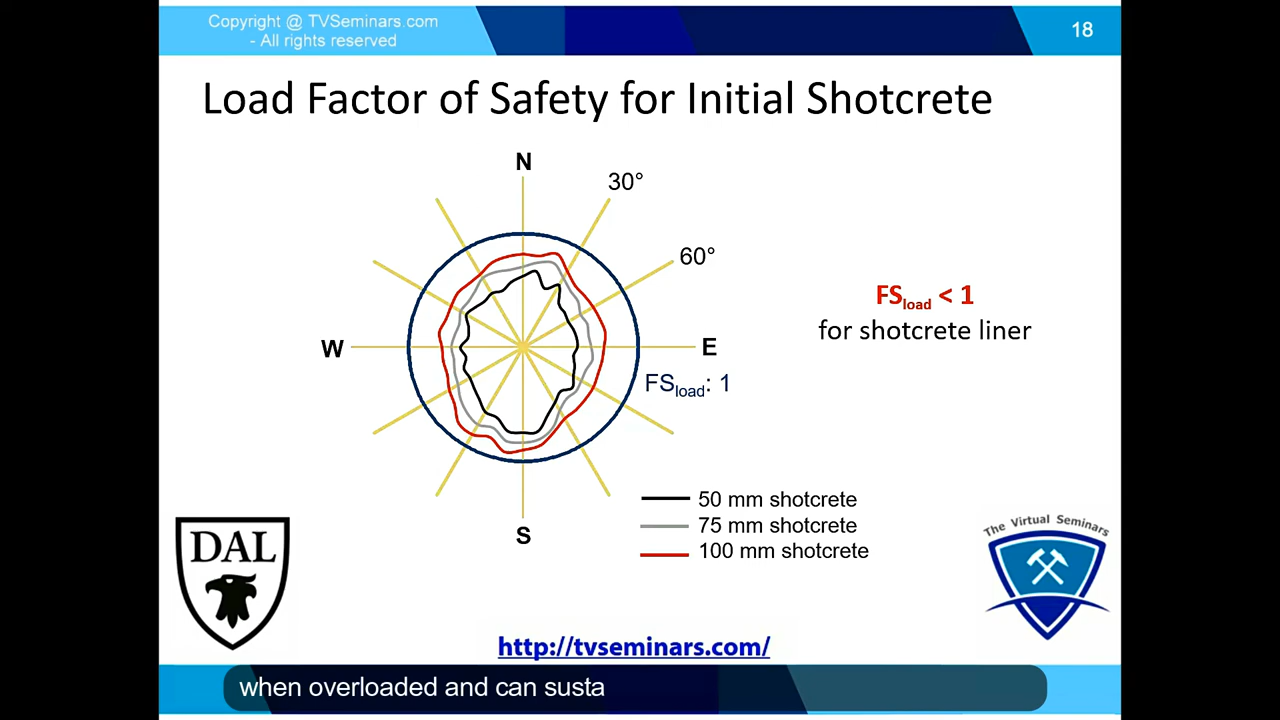 Copyright @ TVSeminars.com
- All rights reserved
18
Load Factor of Safety for Initial Shotcrete
N
30°
60°
W
E
FSload: 1
S
FSload < 1
for shotcrete liner
50 mm shotcrete
75 mm shotcrete
100 mm shotcrete
DAL
The Virtual Seminars
http://tvseminars.com/
when overloaded and can susta